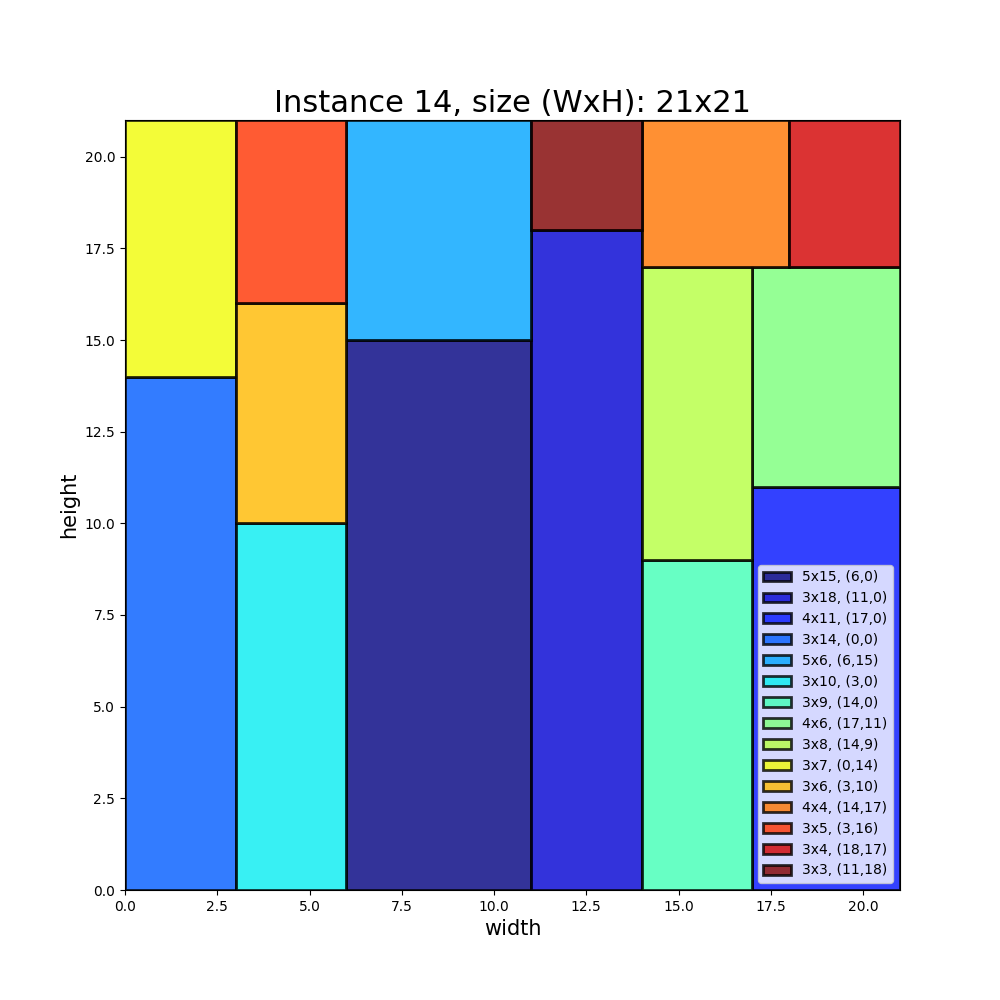 Instance 14, size (WxH): 21x21
20.0
17.5
15.0
12.5
10.0
7.5
5.0
2.5
0.0
height
5x15, (6,0)
3x18, (11,0)
4x11, (17,0)
3x14, (0,0)
5x6, (6,15)
3x10, (3,0)
3x9, (14,0)
4x6, (17,11)
3x8, (14,9)
3x7, (0,14)
3x6, (3,10)
4x4, (14,17)
3x5, (3,16)
3x4, (18,17)
3x3, (11,18)
0.0 2.5 5.0 7.5 10.0 12.5 15.0 17.5 20.0
width